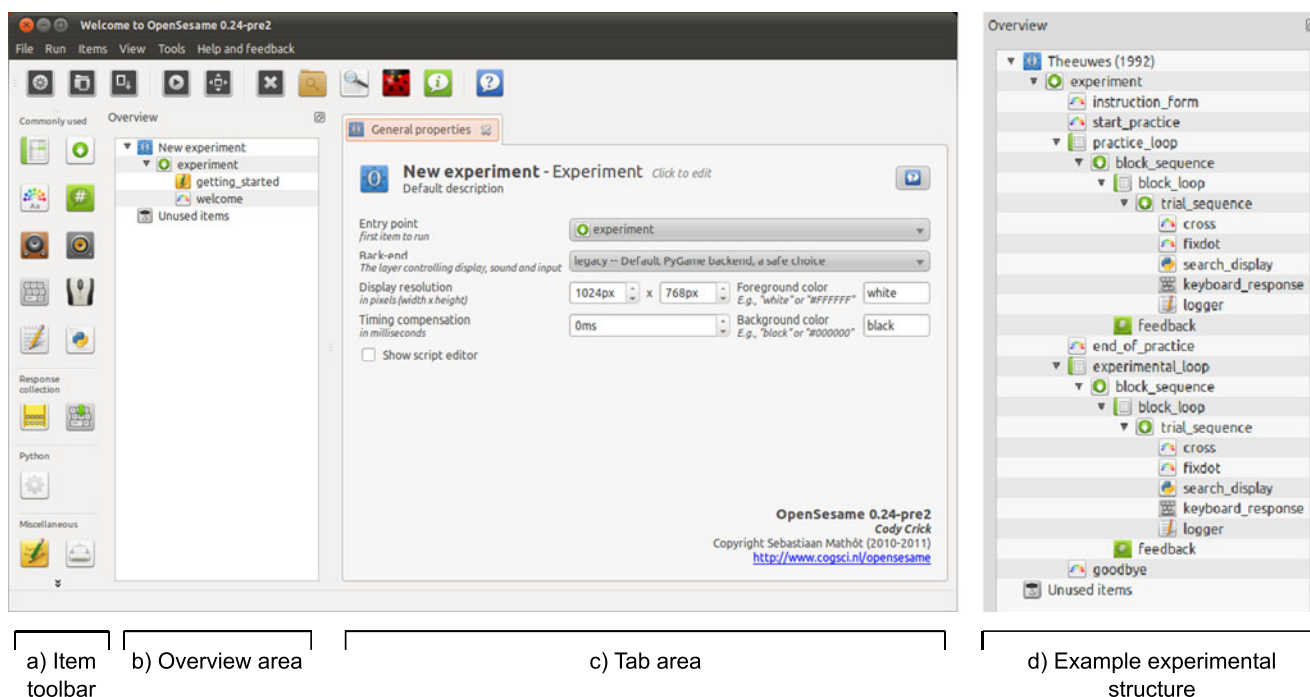 Welcome to OpenSesame 0.24-pre2
File Run Items View Tools Help and feedback
Commonly used
Aa
#
Response
collection
Python
Miscellaneous
Overview
New experiment
experiment
getting_started
welcome
Unused items
General properties
New experiment - Experiment Click to edit
Default description
Entry point
first item to run
experiment
Back-end
The layer controlling display, sound and input
legacy -- Default PyGame backend, a safe choice
Display resolution
in pixels (width x height)
1024px x 768px
Foreground color
E.g., "white" or "#FFFFFF"
white
Timing compensation
in milliseconds
0ms
Background color
E.g., "black" or "#000000"
black
Show script editor
OpenSesame 0.24-pre2
Cody Crick
Copyright Sebastiaan Mathôt (2010-2011)
http://www.cogsci.nl/opensesame
Overview
Theeuwes (1992)
experiment
instruction_form
start_practice
practice_loop
block_sequence
block_loop
trial_sequence
cross
fixdot
search_display
keyboard_response
logger
feedback
end_of_practice
experimental_loop
block_sequence
block_loop
trial_sequence
cross
fixdot
search_display
keyboard_response
logger
feedback
goodbye
Unused items
a) Item
toolbar
b) Overview area
c) Tab area
d) Example experimental
structure